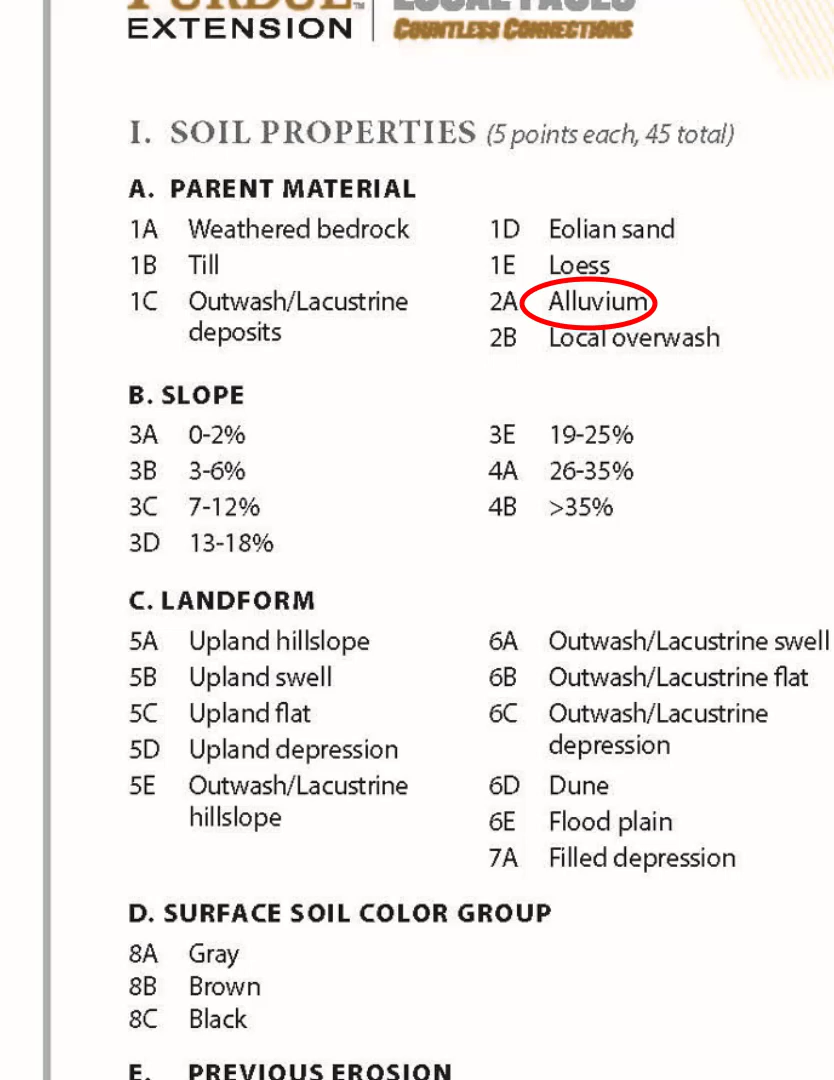 EXTENSION
COUNTLESS CONNECTIONS
I. SOIL PROPERTIES (5 points each, 45 total)
A. PARENT MATERIAL
1A Weathered bedrock
1B Till
1C Outwash/Lacustrine
deposits
1D Eolian sand
1E Loess
2A Alluvium
2B Local overwash
B. SLOPE
3A 0-2%
3B 3-6%
3C 7-12%
3D 13-18%
3E 19-25%
4A 26-35%
4B >35%
C. LANDFORM
5A Upland hillslope
5B Upland swell
5C Upland flat
5D Upland depression
5E Outwash/Lacustrine
hillslope
6A Outwash/Lacustrine swell
6B Outwash/Lacustrine flat
6C Outwash/Lacustrine
depression
6D Dune
6E Flood plain
7A Filled depression
D. SURFACE SOIL COLOR GROUP
8A Gray
8B Brown
8C Black
E. PREVIOUS EROSION